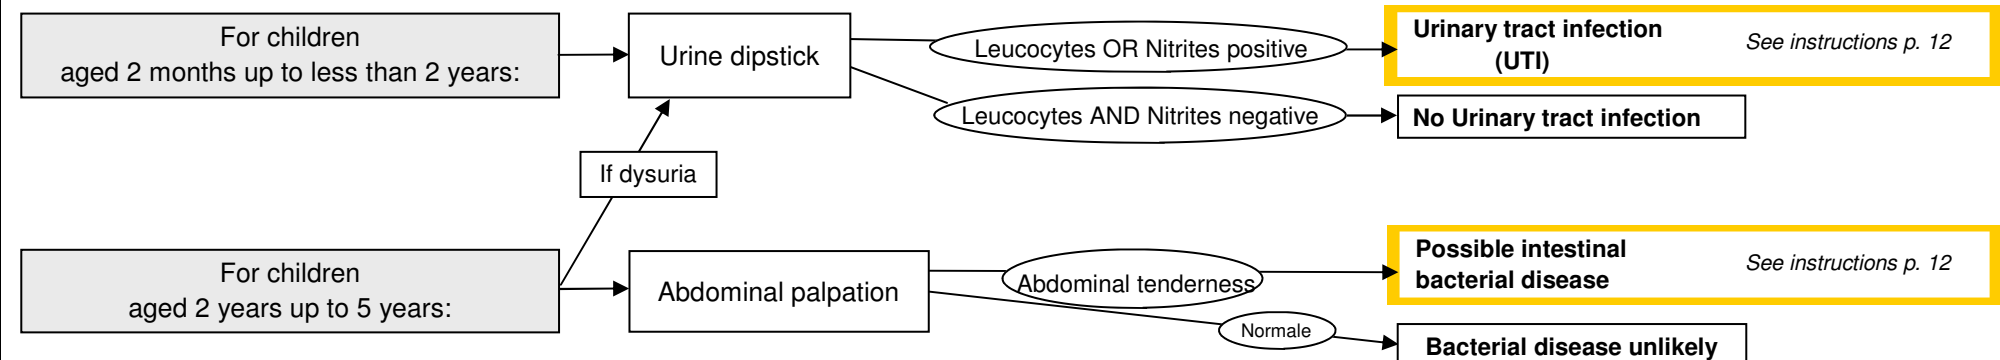 For children
aged 2 months up to less than 2 years:
Urine dipstick
Leucocytes OR Nitrites positive
Urinary tract infection
(UTI)
See instructions p. 12
Leucocytes AND Nitrites negative
No Urinary tract infection
If dysuria
For children
aged 2 years up to 5 years:
Abdominal palpation
Abdominal tenderness
Possible intestinal
bacterial disease
See instructions p. 12
Normale
Bacterial disease unlikely